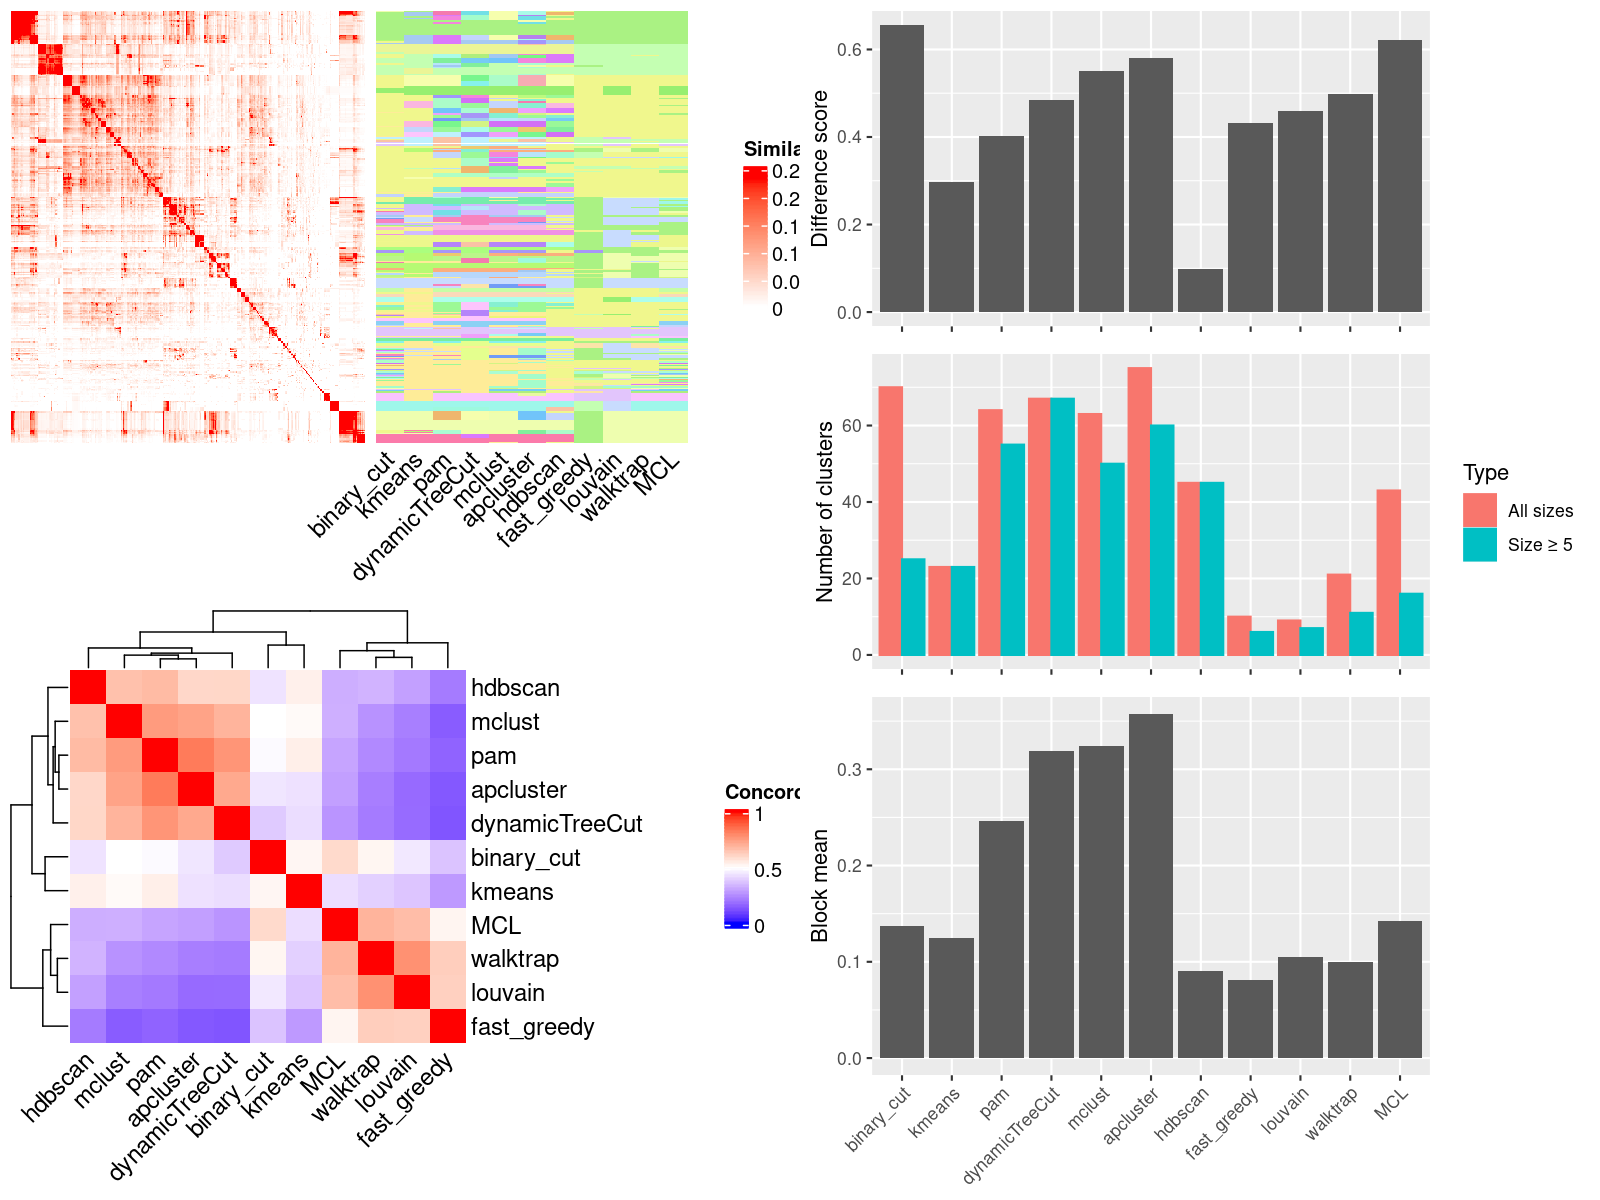 Simila
0.2
0.2
0.1
0.1
0.0
0
binary_cut
kmeans
pam
dynamicTreeCut
mclust
apcluster
hdbscan
fast_greedy
louvain
walktrap
MCL
hdbscan
mclust
pam
apcluster
dynamicTreeCut
binary_cut
kmeans
MCL
walktrap
louvain
fast_greedy
hdbscan
mclust
pam
apcluster
dynamicTreeCut
binary_cut
kmeans
MCL
walktrap
louvain
fast_greedy
Concord
1
0.5
0
Difference score
0.6
0.4
0.2
0.0
Number of clusters
60
40
20
0
Type
All sizes
Size ≥ 5
Block mean
0.3
0.2
0.1
0.0
binary_cut
kmeans
pam
dynamicTreeCut
mclust
apcluster
hdbscan
fast_greedy
louvain
walktrap
MCL